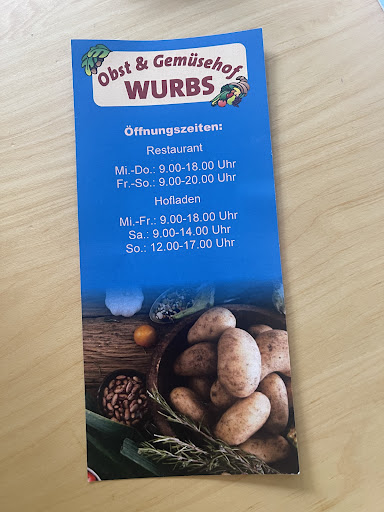 Obst & Gemüsehof
WURBS
Öffnungszeiten:
Restaurant
Mi.-Do.: 9.00-18.00 Uhr
Fr.-So.: 9.00-20.00 Uhr
Hofladen
Mi.-Fr.: 9.00-18.00 Uhr
Sa.: 9.00-14.00 Uhr
So.: 12.00-17.00 Uhr